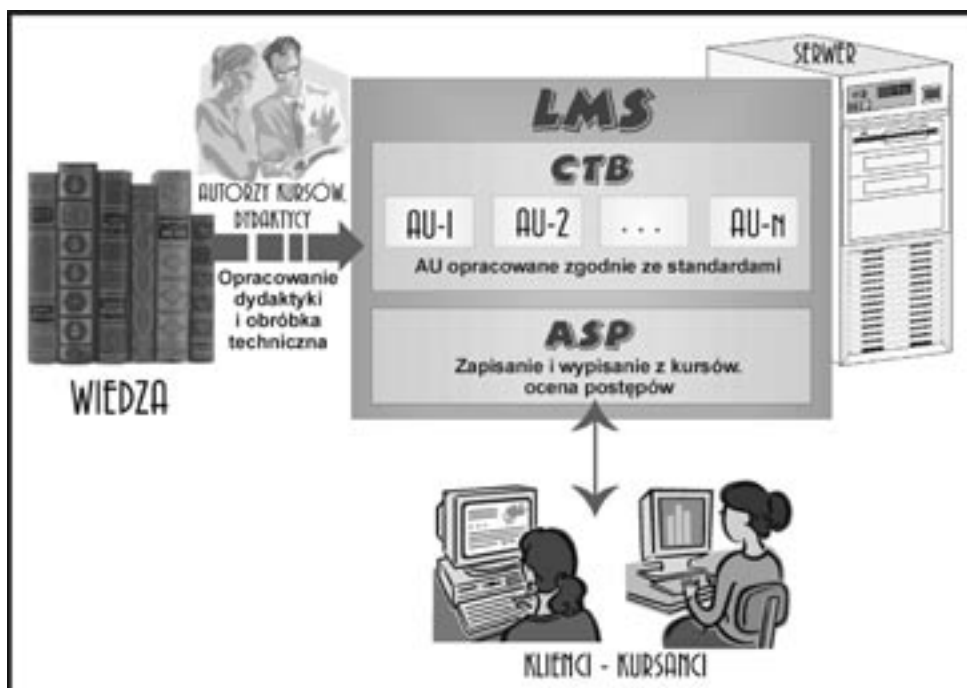 SERWER
LMS
CTB
AUTORZY KURSÓW,
DYDAKTYCY
AU-1
AU-2
...
AU-N
AU opracowane zgodnie ze standardami
Opracowanie
dydaktyki
i obróbka
techniczna
WIEDZA
ASP
Zapisanie i wypisanie z kursów.
ocena postępów
KLIENCI - KURSANCI